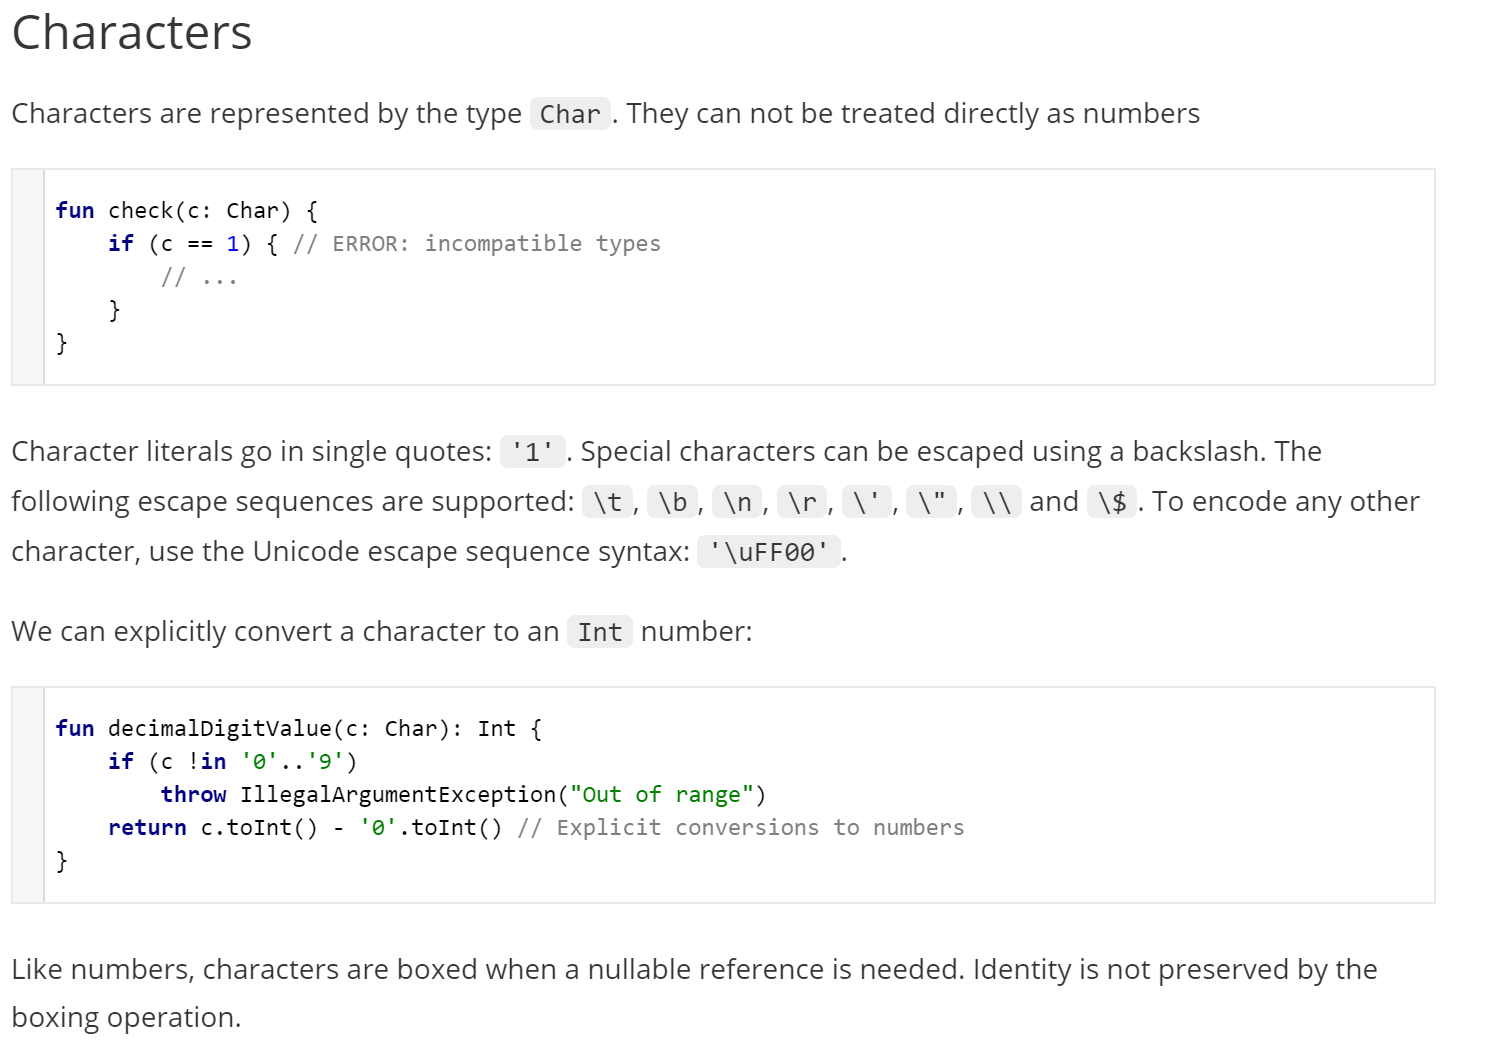 Characters
Characters are represented by the type Char. They can not be treated directly as numbers
fun check(c: Char) {
    if (c == 1) { // ERROR: incompatible types
        // ...
    }
}
Character literals go in single quotes: '1'. Special characters can be escaped using a backslash. The
following escape sequences are supported: \t, \b, \n, \r, \', \", \\ and \$. To encode any other
character, use the Unicode escape sequence syntax: '\uFF00'.
We can explicitly convert a character to an Int number:
fun decimalDigitValue(c: Char): Int {
    if (c !in '0'..'9')
        throw IllegalArgumentException("Out of range")
    return c.toInt() - '0'.toInt() // Explicit conversions to numbers
}
Like numbers, characters are boxed when a nullable reference is needed. Identity is not preserved by the
boxing operation.